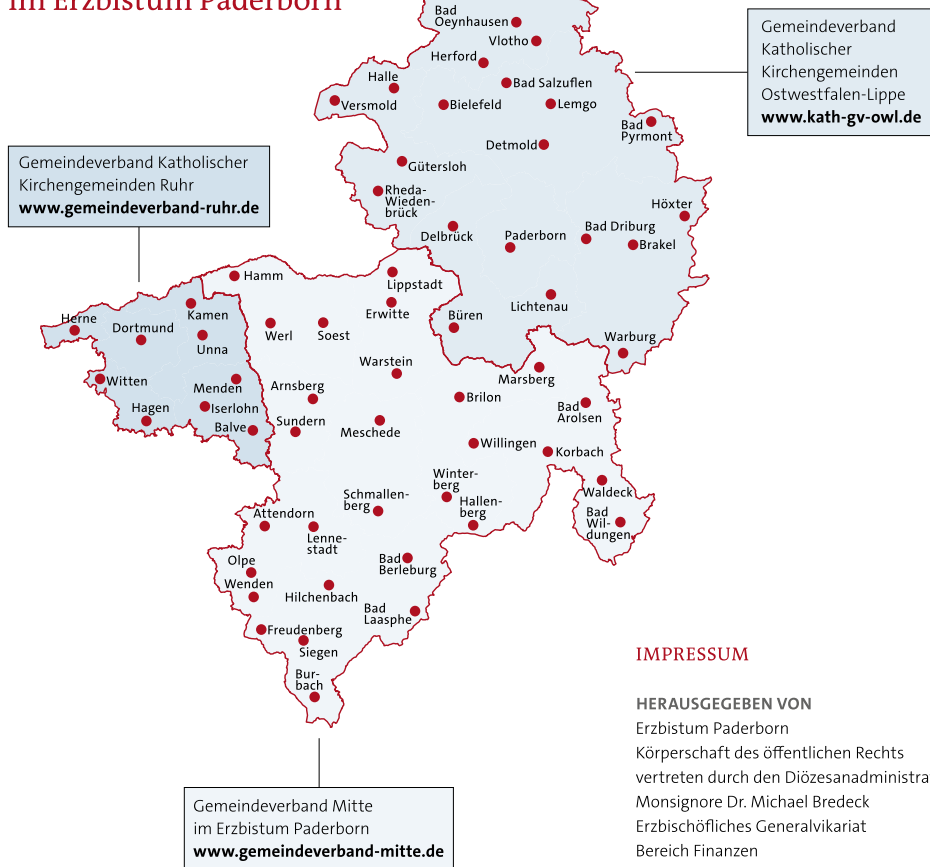 im Erzbistum Paderborn
Bad
Oeynhausen
Vlotho
Herford
Halle
Bad Salzuflen
Versmold
Bielefeld
Lemgo
Bad
Pyrmont
Detmold
Gütersloh
Rheda-
Wieden-
brück
Höxter
Delbrück
Paderborn
Bad Driburg
Brakel
Gemeindeverband
Katholischer
Kirchengemeinden
Ostwestfalen-Lippe
www.kath-gv-owl.de
Gemeindeverband Katholischer
Kirchengemeinden Ruhr
www.gemeindeverband-ruhr.de
Hamm
Lippstadt
Erwitte
Lichtenau
Büren
Warburg
Herne
Dortmund
Kamen
Unna
Werl
Soest
Witten
Menden
Hagen
Iserlohn
Balve
Warstein
Marsberg
Arnsberg
Sundern
Meschede
Brilon
Bad
Arolsen
Willingen
Korbach
Winter-
berg
Hallen-
berg
Waldeck
Bad
Wil-
dungen
Schmallen-
berg
Attendorn
Lenne-
stadt
Olpe
Wenden
Bad
Berleburg
Hilchenbach
Bad
Laasphe
Freudenberg
Siegen
Bur-
bach
Gemeindeverband Mitte
im Erzbistum Paderborn
www.gemeindeverband-mitte.de
IMPRESSUM
HERAUSGEGEBEN VON
Erzbistum Paderborn
Körperschaft des öffentlichen Rechts
vertreten durch den Diözesanadministra
Monsignore Dr. Michael Bredeck
Erzbischöfliches Generalvikariat
Bereich Finanzen